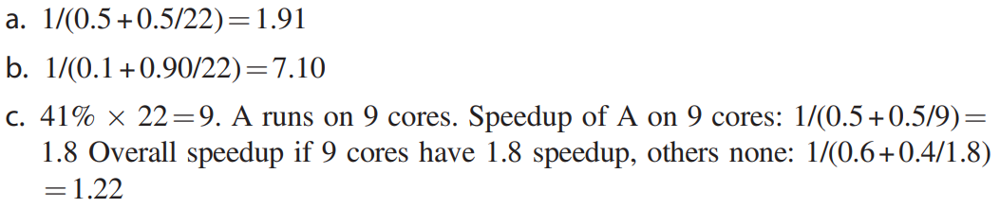 a. 1/(0.5+0.5/22)=1.91
b. 1/(0.1+0.90/22)=7.10
c. 41% × 22=9. A runs on 9 cores. Speedup of A on 9 cores: 1/(0.5+0.5/9)=
1.8 Overall speedup if 9 cores have 1.8 speedup, others none: 1/(0.6+0.4/1.8)
=1.22